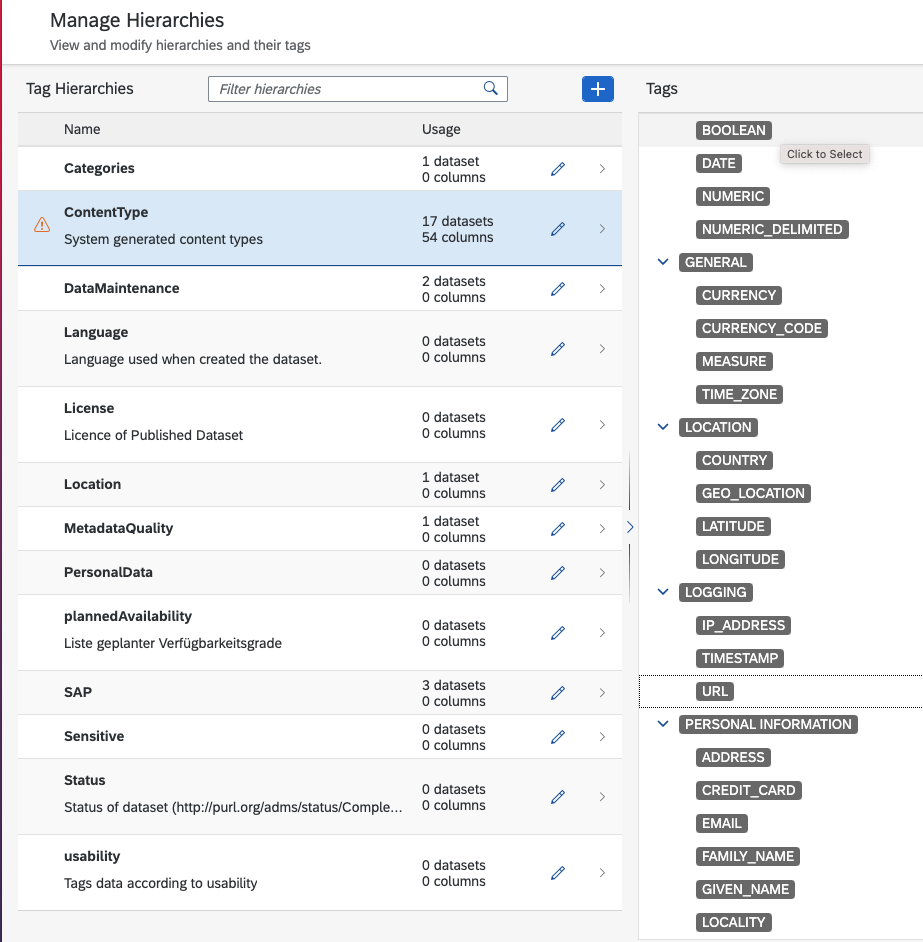 Manage Hierarchies
View and modify hierarchies and their tags
Tag Hierarchies
Filter hierarchies
Name Usage
Categories
1 dataset
0 columns
ContentType
System generated content types
17 datasets
54 columns
DataMaintenance
2 datasets
0 columns
Language
Language used when created the dataset.
0 datasets
0 columns
License
Licence of Published Dataset
0 datasets
0 columns
Location
1 dataset
0 columns
MetadataQuality
1 dataset
0 columns
PersonalData
0 datasets
0 columns
plannedAvailability
Liste geplanter Verfügbarkeitsgrade
0 datasets
0 columns
SAP
3 datasets
0 columns
Sensitive
0 datasets
0 columns
Status
Status of dataset (http://purl.org/adms/status/Comple...
0 datasets
0 columns
usability
Tags data according to usability
0 datasets
0 columns
Tags
BOOLEAN
Click to Select
DATE
NUMERIC
NUMERIC_DELIMITED
GENERAL
CURRENCY
CURRENCY_CODE
MEASURE
TIME_ZONE
LOCATION
COUNTRY
GEO_LOCATION
LATITUDE
LONGITUDE
LOGGING
IP_ADDRESS
TIMESTAMP
URL
PERSONAL INFORMATION
ADDRESS
CREDIT_CARD
EMAIL
FAMILY_NAME
GIVEN_NAME
LOCALITY